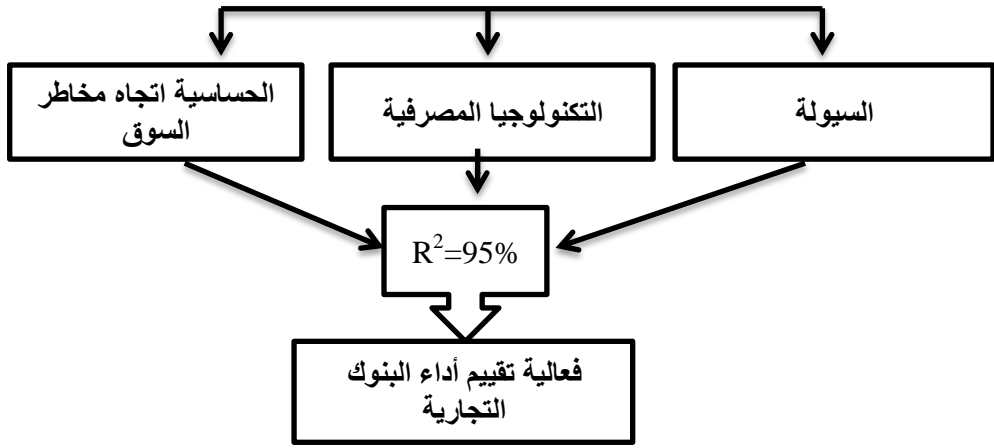 السيولة
التكنولوجيا المصرفية
الحساسية اتجاه مخاطر
السوق
R²=95%
فعالية تقييم أداء البنوك
التجارية